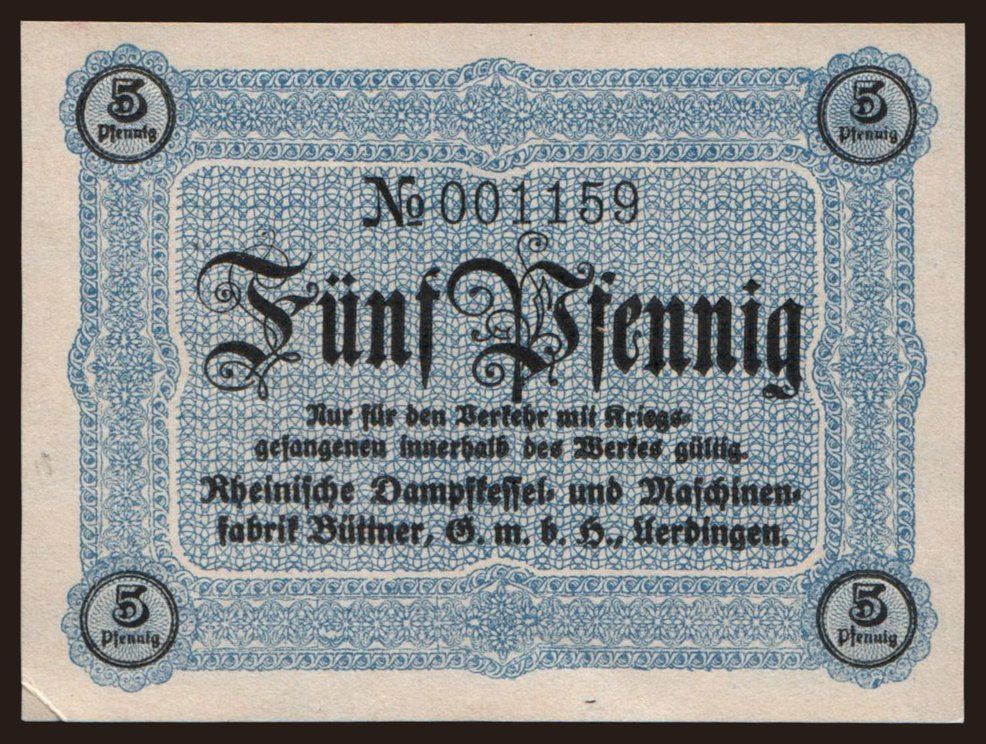 5
Pfennig
5
Pfennig
No 001159
Fünf Pfennig
Nur für den Verkehr mit Kriegs-
gefangenen innerhalb des Werkes gültig.
Rheinische Dampfkessel- und Maschinen-
fabrik Büttner, G. m. b. H., Uerdingen.
5
Pfennig
5
Pfennig